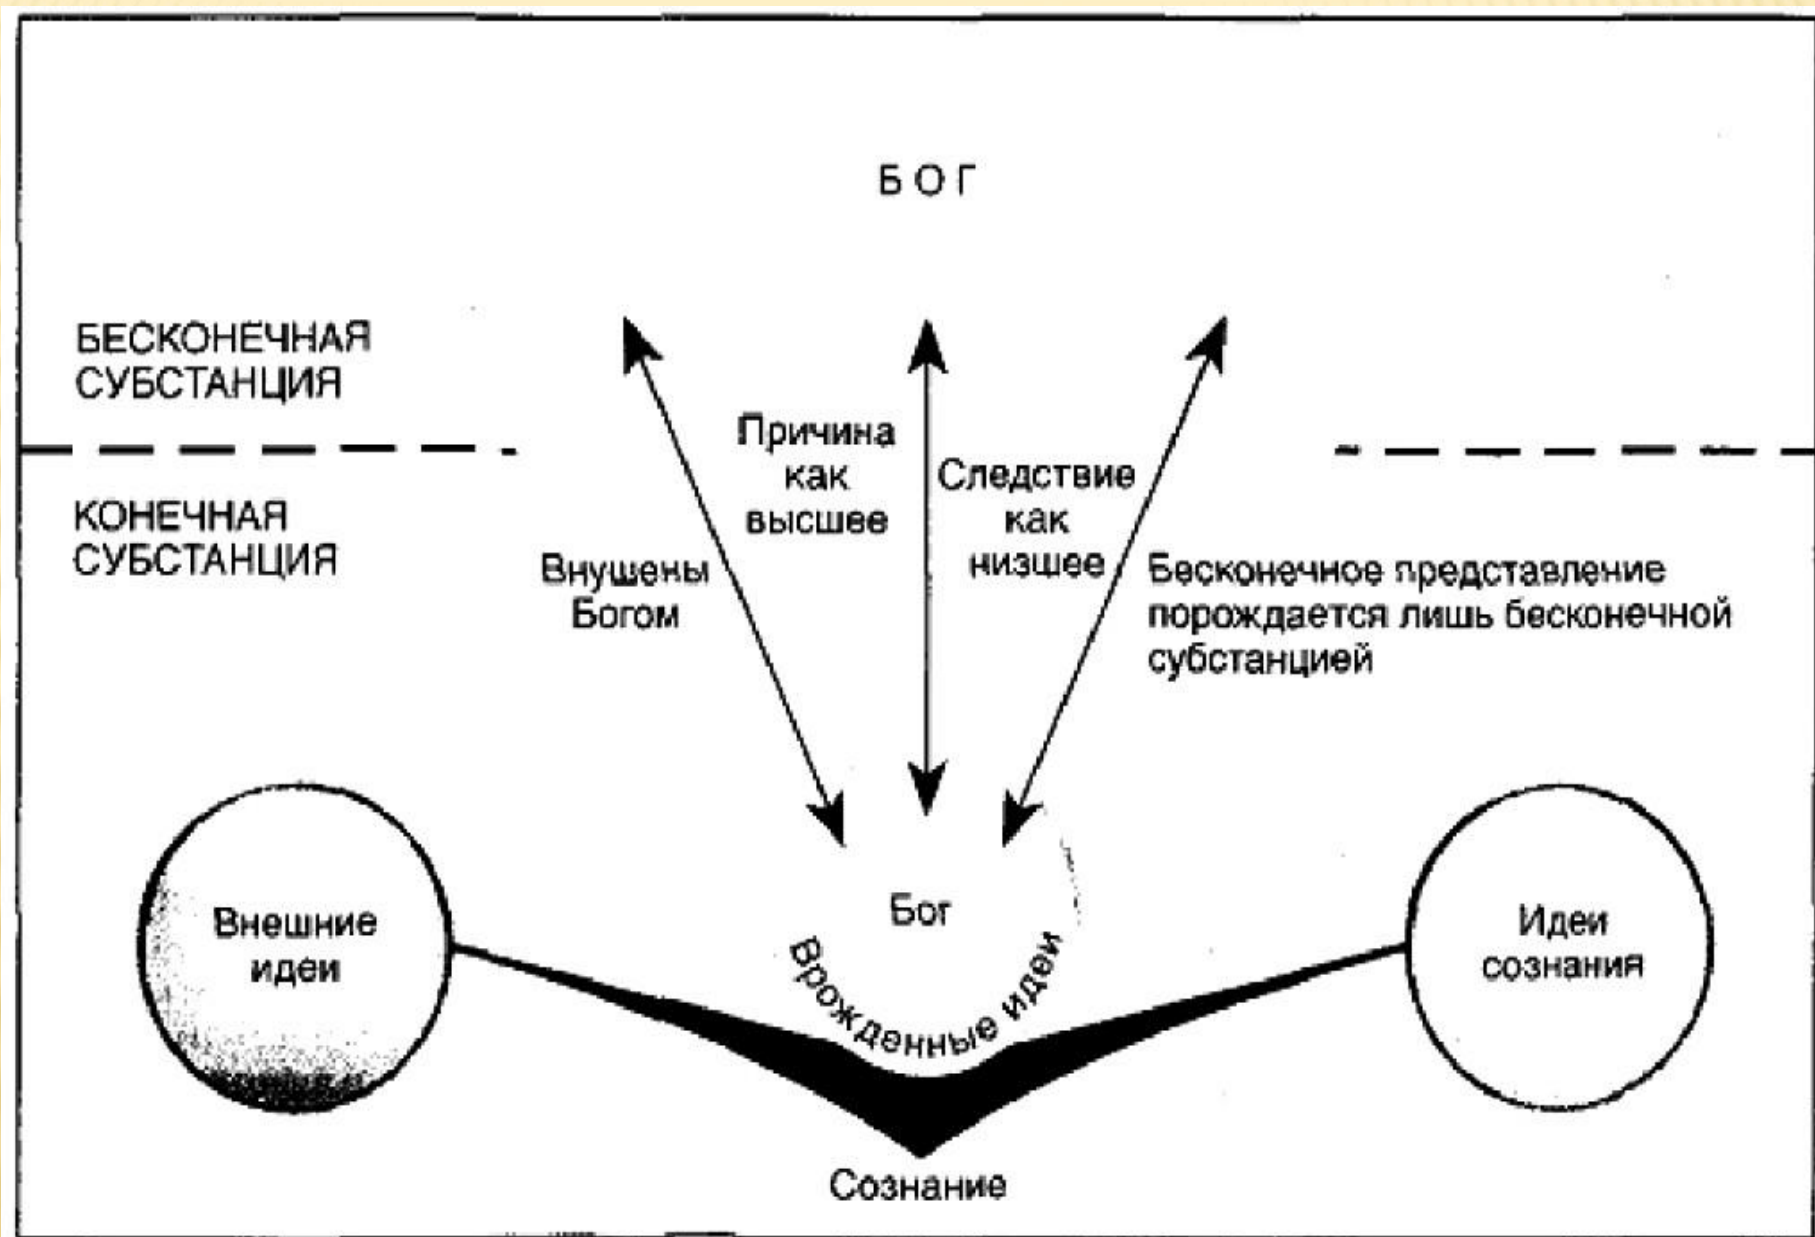 БОГ
БЕСКОНЕЧНАЯ
СУБСТАНЦИЯ
КОНЕЧНАЯ
СУБСТАНЦИЯ
Внушены
Богом
Причина
как
высшее
Следствие
как
низшее
Бесконечное представление
порождается лишь бесконечной
субстанцией
Внешние
идеи
Бог
Врожденные идеи
Идеи
сознания
Сознание